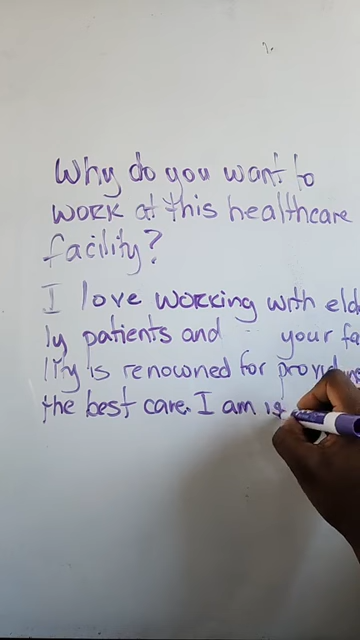 Why do you want to
work at this healthcare
facility?
I love working with eld
ly patients and your fa
lity is renowned for provid
the best care. I am